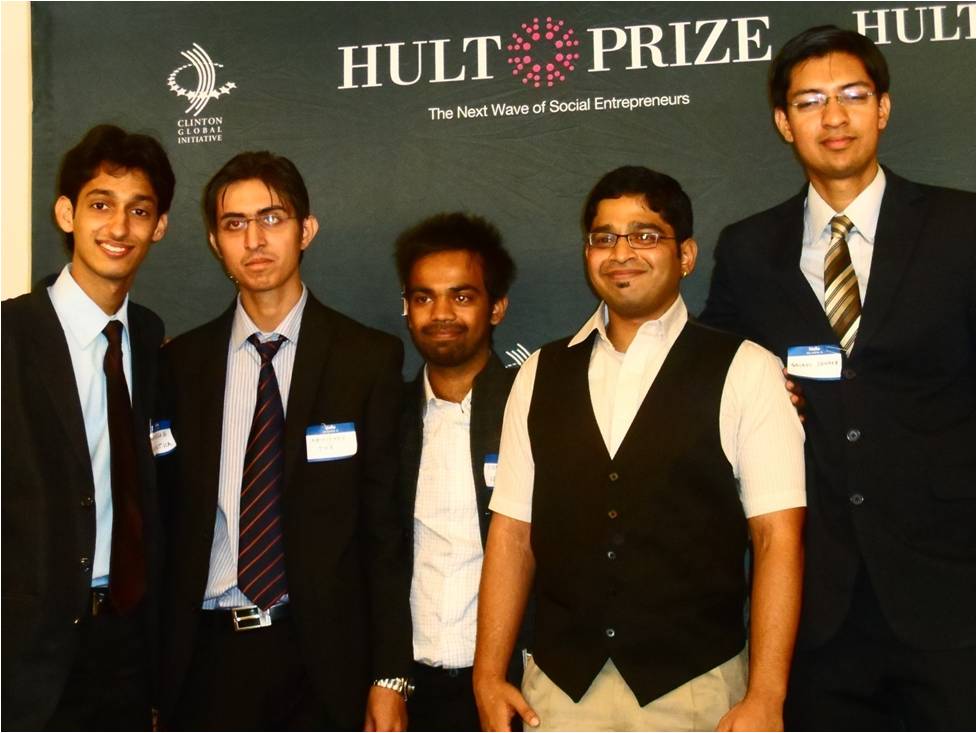 HULT PRIZE
HULT
The Next Wave of Social Entrepreneurs
CLINTON
GLOBAL
INITIATIVE